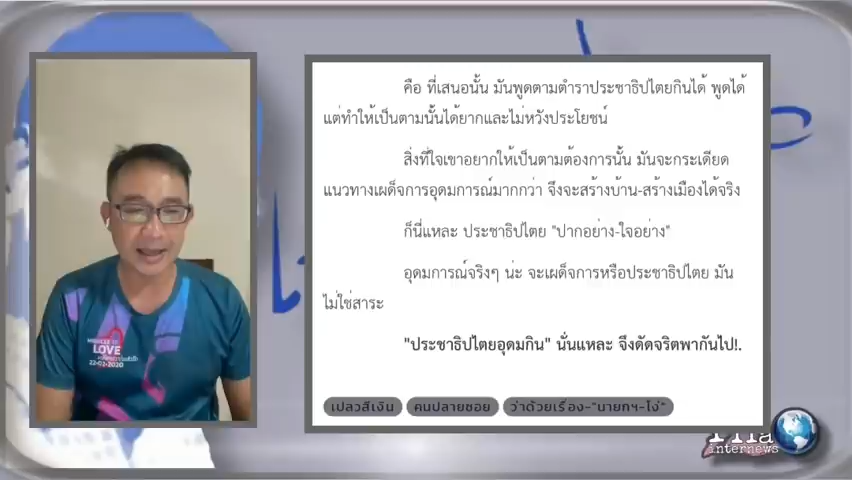 คือ ที่เสนอนั้น มันพูดตามตำราประชาธิปไตยกินได้ พูดได้
แต่ทำให้เป็นตามนั้นได้ยากและไม่หวังประโยชน์
สิ่งที่ใจเขาอยากให้เป็นตามต้องการนั้น มันจะกระเดียด
แนวทางเผด็จการอุดมการณ์มากกว่า จึงจะสร้างบ้าน-สร้างเมืองได้จริง
ก็นี่แหละ ประชาธิปไตย "ปากอย่าง-ใจอย่าง"
อุดมการณ์จริงๆ น่ะ จะเผด็จการหรือประชาธิปไตย มัน
ไม่ใช่สาระ
"ประชาธิปไตยอุดมกิน" นั่นแหละ จึงดัดจริตพากันไป!.
เปลวสีเงิน คนปลายซอย ว่าด้วยเรื่อง-"นายกฯ-โง่"
LOVE
22-02-2020
internews